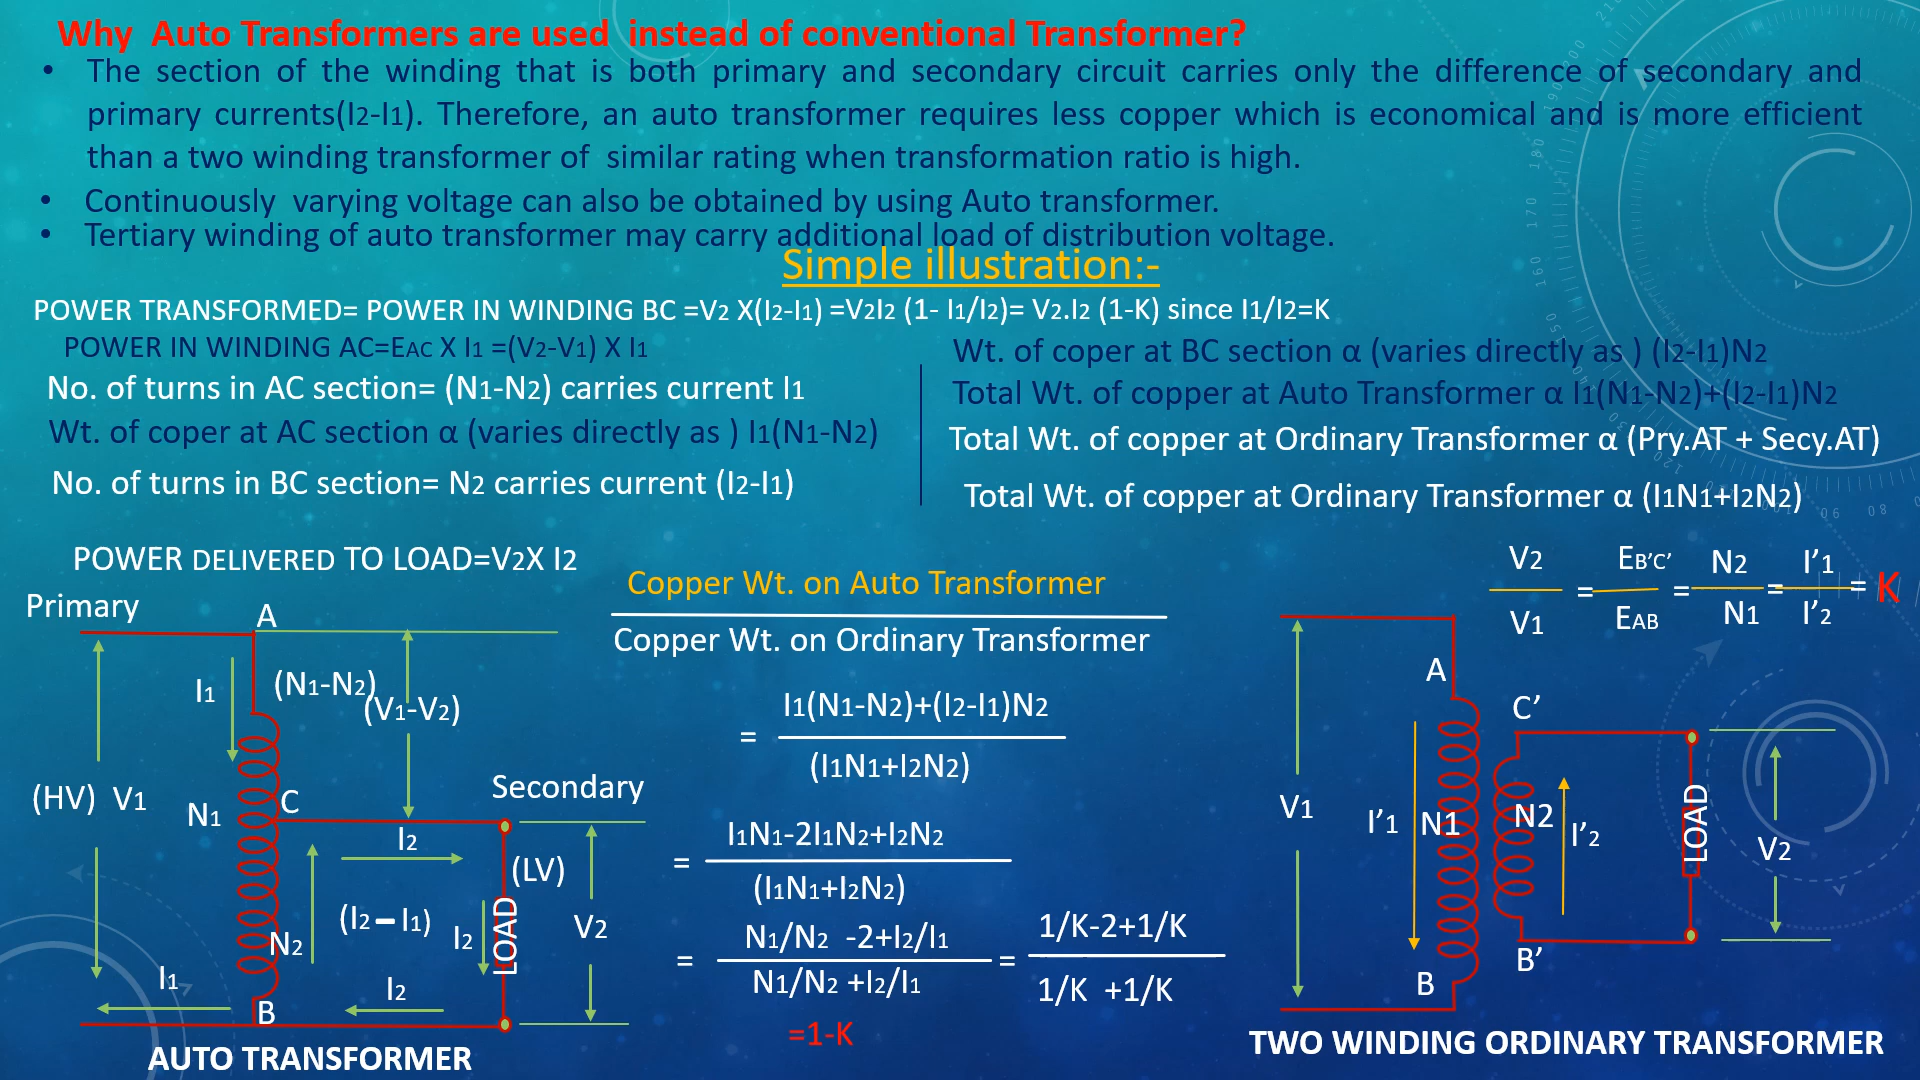 Why Auto Transformers are used instead of conventional Transformer?
• The section of the winding that is both primary and secondary circuit carries only the difference of secondary and
primary currents(I2-I1). Therefore, an auto transformer requires less copper which is economical and is more efficient
than a two winding transformer of similar rating when transformation ratio is high.
• Continuously varying voltage can also be obtained by using Auto transformer.
• Tertiary winding of auto transformer may carry additional load of distribution voltage.
Simple illustration:-
POWER TRANSFORMED= POWER IN WINDING BC =V2 X(I2-I1) =V2I2 (1- I1/I2)= V2.I2 (1-K) since I1/I2=K
POWER IN WINDING AC=EAC X I1 =(V2-V1) X I1
No. of turns in AC section= (N1-N2) carries current I1
Wt. of coper at AC section α (varies directly as ) I1(N1-N2)
No. of turns in BC section= N2 carries current (I2-I1)
Wt. of coper at BC section α (varies directly as ) (I2-I1)N2
Total Wt. of copper at Auto Transformer α I1(N1-N2)+(I2-I1)N2
Total Wt. of copper at Ordinary Transformer α (Pry.AT + Secy.AT)
Total Wt. of copper at Ordinary Transformer α (I1N1+I2N2)
POWER DELIVERED TO LOAD=V2X I2
Primary
A
I1
(N1-N2)
(V1-V2)
(HV) V1
N1
C
Secondary
I2
(LV)
(I2 – I1)
N2
I2
LOAD
V2
I1
I2
B
AUTO TRANSFORMER
Copper Wt. on Auto Transformer
Copper Wt. on Ordinary Transformer
I1(N1-N2)+(I2-I1)N2
=
(I1N1+I2N2)
I1N1-2I1N2+I2N2
=
(I1N1+I2N2)
N1/N2 -2+I2/I1
=
N1/N2 +I2/I1
=
1/K-2+1/K
1/K +1/K
=1-K
V2
V1
=
EB'C'
EAB
=
N2
N1
=
I'1
I'2
= K
A
C'
V1
I'1
N1
N2
I'2
LOAD
V2
B
B'
TWO WINDING ORDINARY TRANSFORMER